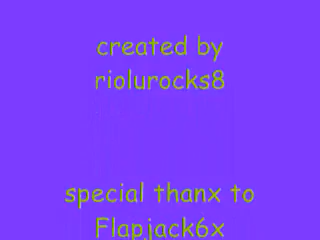 created by
riolurocks8
special thanx to
Flapjack6x